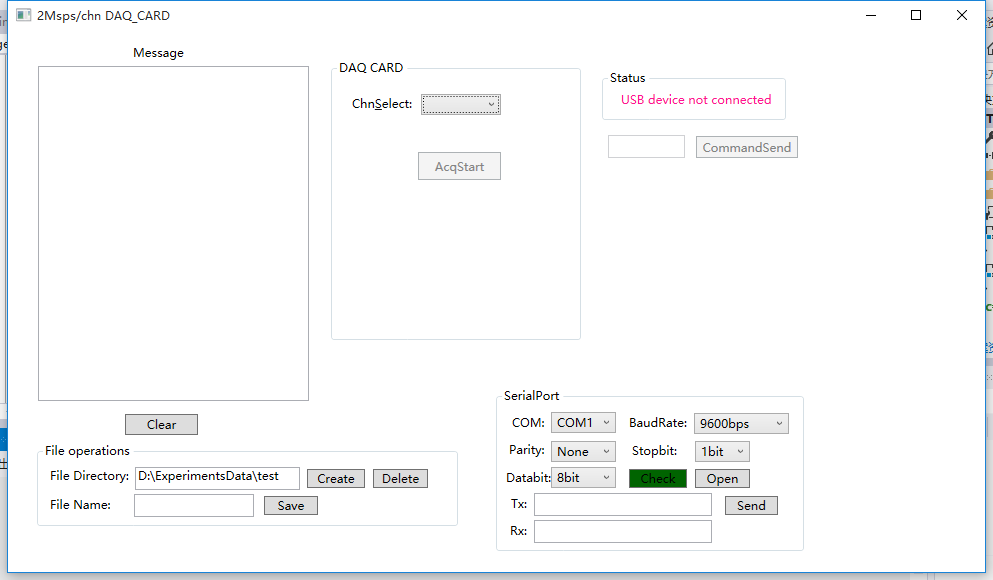 2Msps/chn DAQ_CARD
Message
DAQ CARD
ChnSelect:
AcqStart
Status
USB device not connected
CommandSend
Clear
File operations
File Directory: D:\ExperimentsData\test Create Delete
File Name: Save
SerialPort
COM: COM1 BaudRate: 9600bps
Parity: None Stopbit: 1bit
Databit: 8bit Check Open
Tx: Send
Rx: